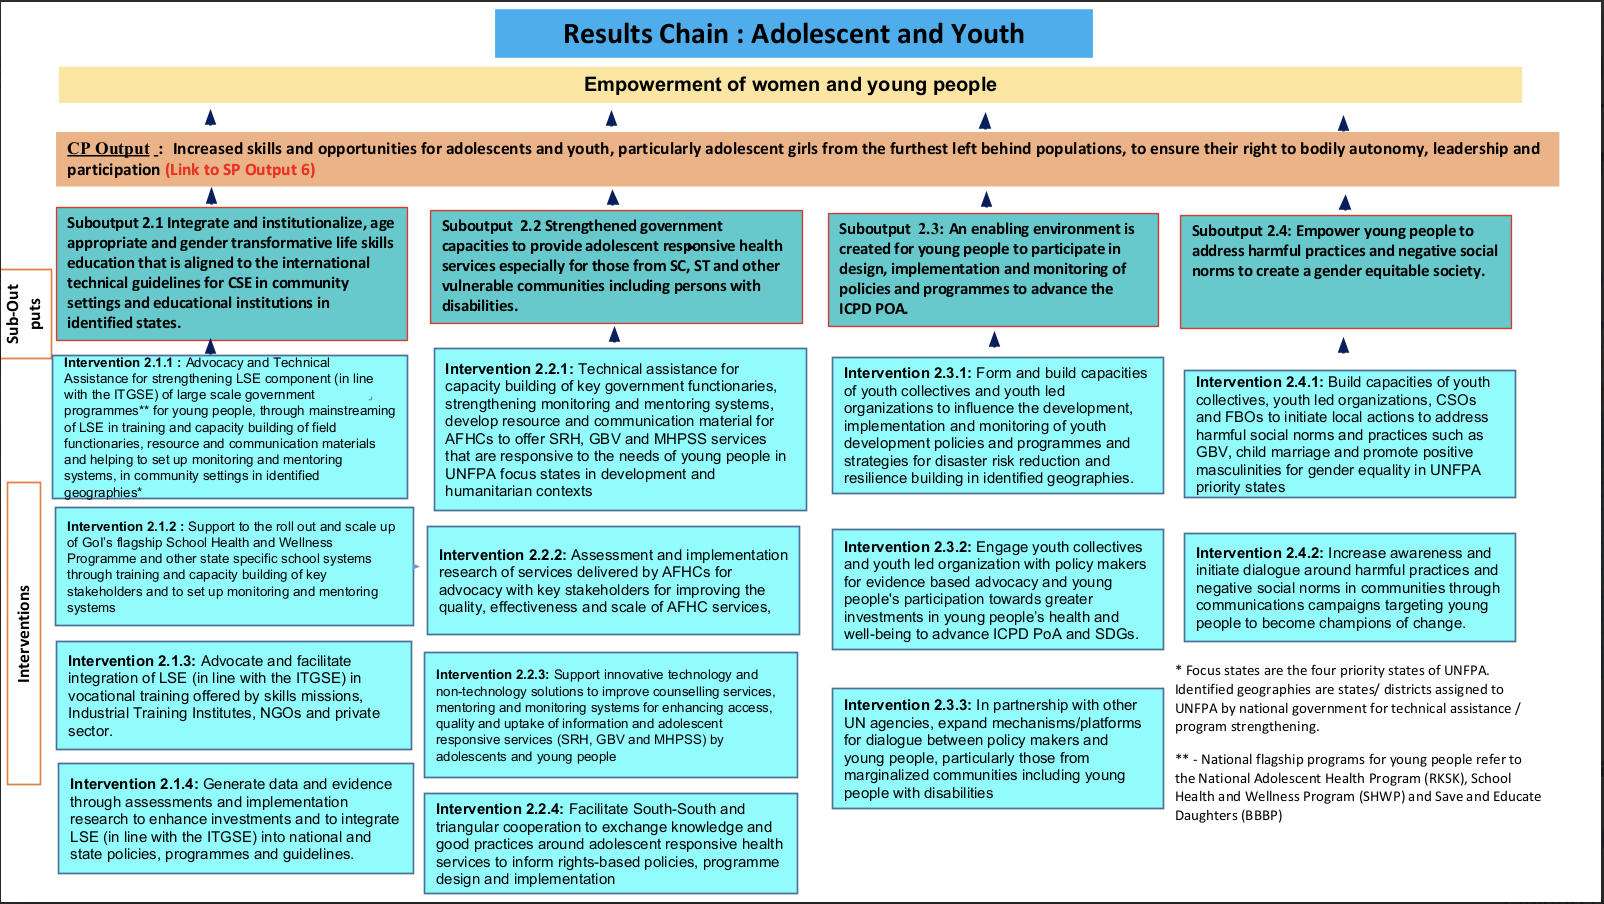 Results Chain : Adolescent and Youth
Empowerment of women and young people
CP Output : Increased skills and opportunities for adolescents and youth, particularly adolescent girls from the furthest left behind populations, to ensure their right to bodily autonomy, leadership and
participation (Link to SP Output 6)
Sub-Out
puts
Suboutput 2.1 Integrate and institutionalize, age
appropriate and gender transformative life skills
education that is aligned to the international
technical guidelines for CSE in community
settings and educational institutions in
identified states.
Suboutput 2.2 Strengthened government
capacities to provide adolescent responsive health
services especially for those from SC, ST and other
vulnerable communities including persons with
disabilities.
Suboutput 2.3: An enabling environment is
created for young people to participate in
design, implementation and monitoring of
policies and programmes to advance the
ICPD POA.
Suboutput 2.4: Empower young people to
address harmful practices and negative social
norms to create a gender equitable society.
Interventions
Intervention 2.1.1 : Advocacy and Technical
Assistance for strengthening LSE component (in line
with the ITGSE) of large scale government
programmes** for young people, through mainstreaming
of LSE in training and capacity building of field
functionaries, resource and communication materials
and helping to set up monitoring and mentoring
systems, in community settings in identified
geographies*
Intervention 2.1.2 : Support to the roll out and scale up
of GoI's flagship School Health and Wellness
Programme and other state specific school systems
through training and capacity building of key
stakeholders and to set up monitoring and mentoring
systems
Intervention 2.1.3: Advocate and facilitate
integration of LSE (in line with the ITGSE) in
vocational training offered by skills missions,
Industrial Training Institutes, NGOs and private
sector.
Intervention 2.1.4: Generate data and evidence
through assessments and implementation
research to enhance investments and to integrate
LSE (in line with the ITGSE) into national and
state policies, programmes and guidelines.
Intervention 2.2.1: Technical assistance for
capacity building of key government functionaries,
strengthening monitoring and mentoring systems,
develop resource and communication material for
AFHCs to offer SRH, GBV and MHPSS services
that are responsive to the needs of young people in
UNFPA focus states in development and
humanitarian contexts
Intervention 2.2.2: Assessment and implementation
research of services delivered by AFHCs for
advocacy with key stakeholders for improving the
quality, effectiveness and scale of AFHC services,
Intervention 2.2.3: Support innovative technology and
non-technology solutions to improve counselling services,
mentoring and monitoring systems for enhancing access,
quality and uptake of information and adolescent
responsive services (SRH, GBV and MHPSS) by
adolescents and young people
Intervention 2.2.4: Facilitate South-South and
triangular cooperation to exchange knowledge and
good practices around adolescent responsive health
services to inform rights-based policies, programme
design and implementation
Intervention 2.3.1: Form and build capacities
of youth collectives and youth led
organizations to influence the development,
implementation and monitoring of youth
development policies and programmes and
strategies for disaster risk reduction and
resilience building in identified geographies.
Intervention 2.3.2: Engage youth collectives
and youth led organization with policy makers
for evidence based advocacy and young
people's participation towards greater
investments in young people's health and
well-being to advance ICPD PoA and SDGs.
Intervention 2.3.3: In partnership with other
UN agencies, expand mechanisms/platforms
for dialogue between policy makers and
young people, particularly those from
marginalized communities including young
people with disabilities
Intervention 2.4.1: Build capacities of youth
collectives, youth led organizations, CSOs
and FBOs to initiate local actions to address
harmful social norms and practices such as
GBV, child marriage and promote positive
masculinities for gender equality in UNFPA
priority states
Intervention 2.4.2: Increase awareness and
initiate dialogue around harmful practices and
negative social norms in communities through
communications campaigns targeting young
people to become champions of change.
* Focus states are the four priority states of UNFPA.
Identified geographies are states/ districts assigned to
UNFPA by national government for technical assistance /
program strengthening.
** - National flagship programs for young people refer to
the National Adolescent Health Program (RKSK), School
Health and Wellness Program (SHWP) and Save and Educate
Daughters (BBBP)